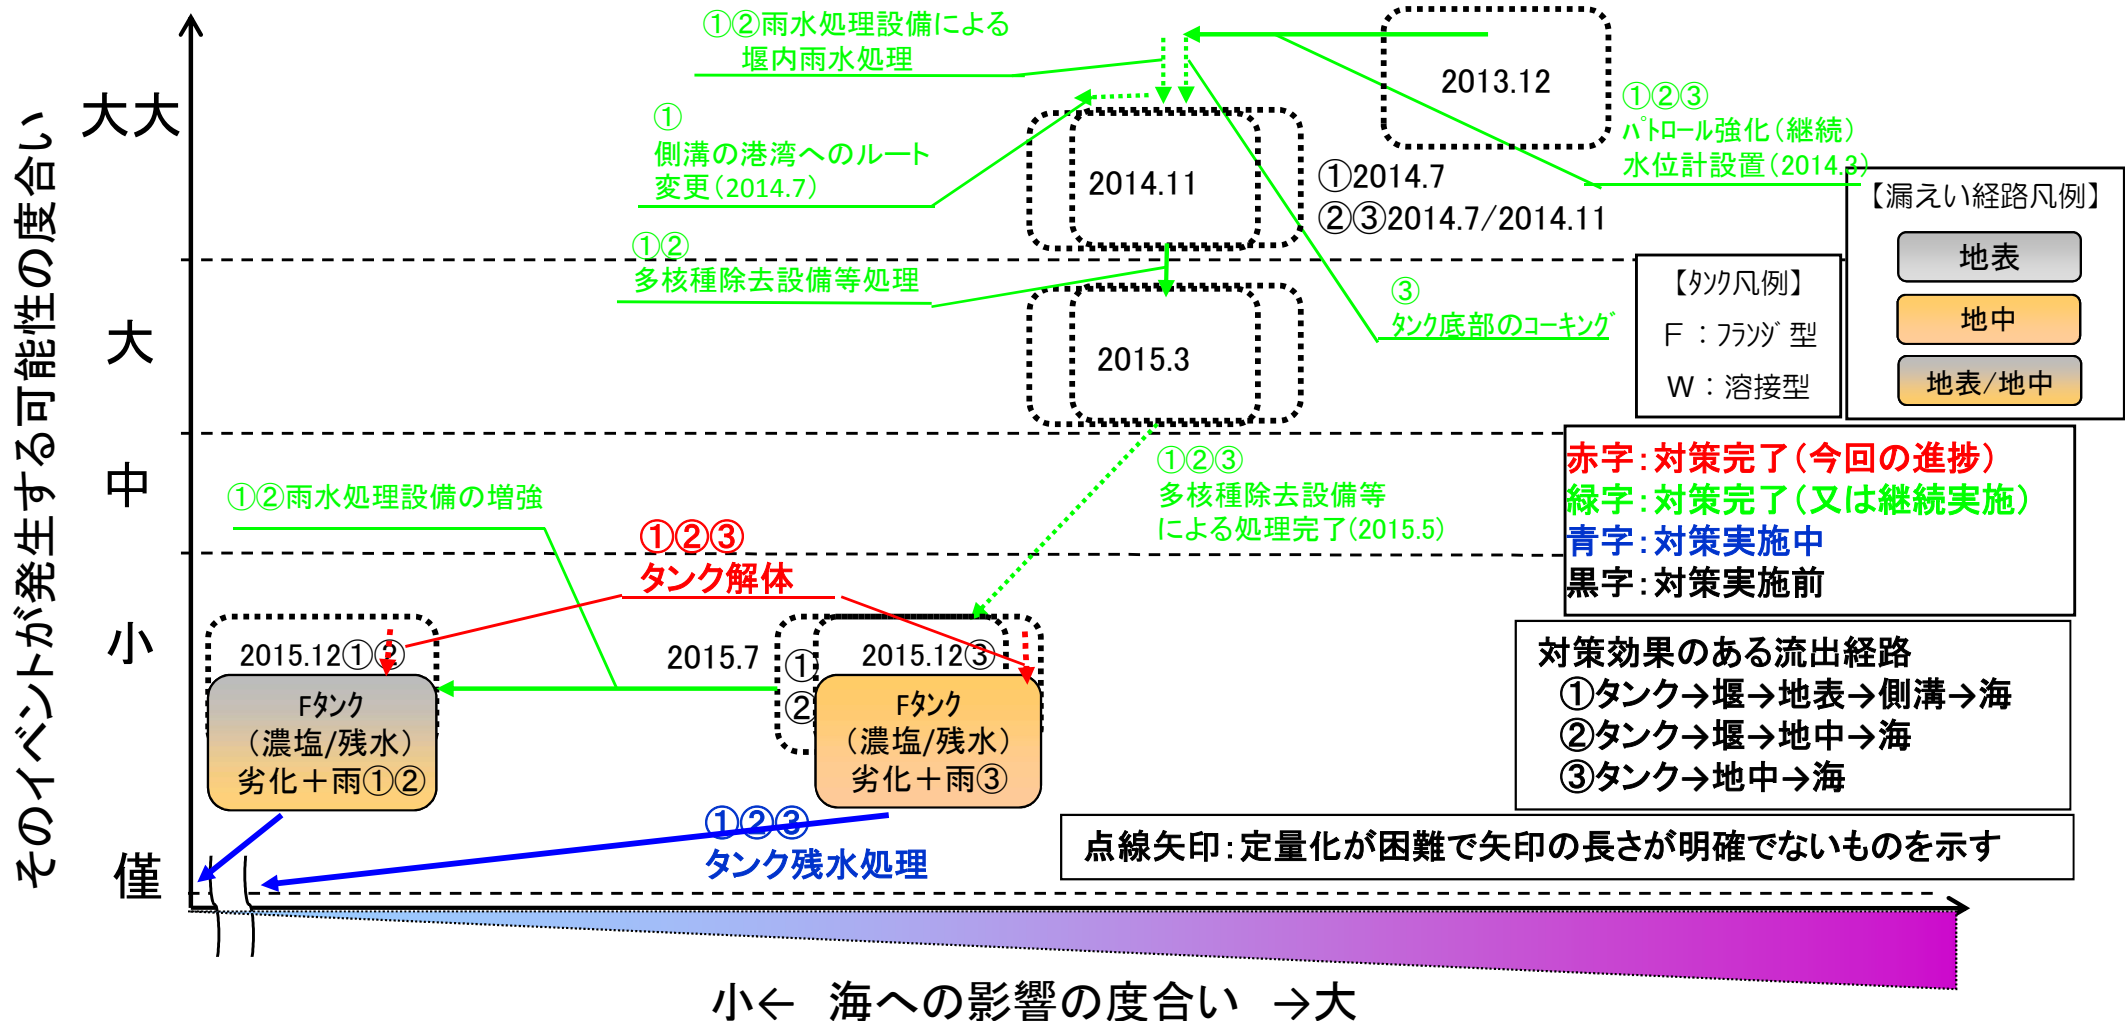 そのイベントが発生する可能性の度合い
大大
大
中
小
僅
①②雨水処理設備による
堰内雨水処理
①
側溝の港湾へのルート
変更(2014.7)
①②
多核種除去設備等処理
2013.12
①②③
パトロール強化(継続)
水位計設置(2014.3)
2014.11
①2014.7
②③2014.7/2014.11
2015.3
③
タンク底部のコーキング
【タンク凡例】
F:フランジ型
W:溶接型
【漏えい経路凡例】
地表
地中
地表/地中
赤字:対策完了(今回の進捗)
緑字:対策完了(又は継続実施)
青字:対策実施中
黒字:対策実施前
①②雨水処理設備の増強
①②③
タンク解体
①②③
多核種除去設備等
による処理完了(2015.5)
2015.12①②
Fタンク
(濃塩/残水)
劣化+雨①②
2015.7
①
②
2015.12③
Fタンク
(濃塩/残水)
劣化+雨③
対策効果のある流出経路
①タンク→堰→地表→側溝→海
②タンク→堰→地中→海
③タンク→地中→海
①②③
タンク残水処理
点線矢印:定量化が困難で矢印の長さが明確でないものを示す
小← 海への影響の度合い →大